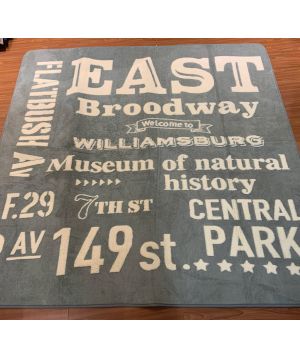 FLATBUSH AV
EAST
Broodway
Welcome to
WILLIAMSBURG
Museum of natural
history
F.29
7TH ST
CENTRAL
PARK
AV
149 st.